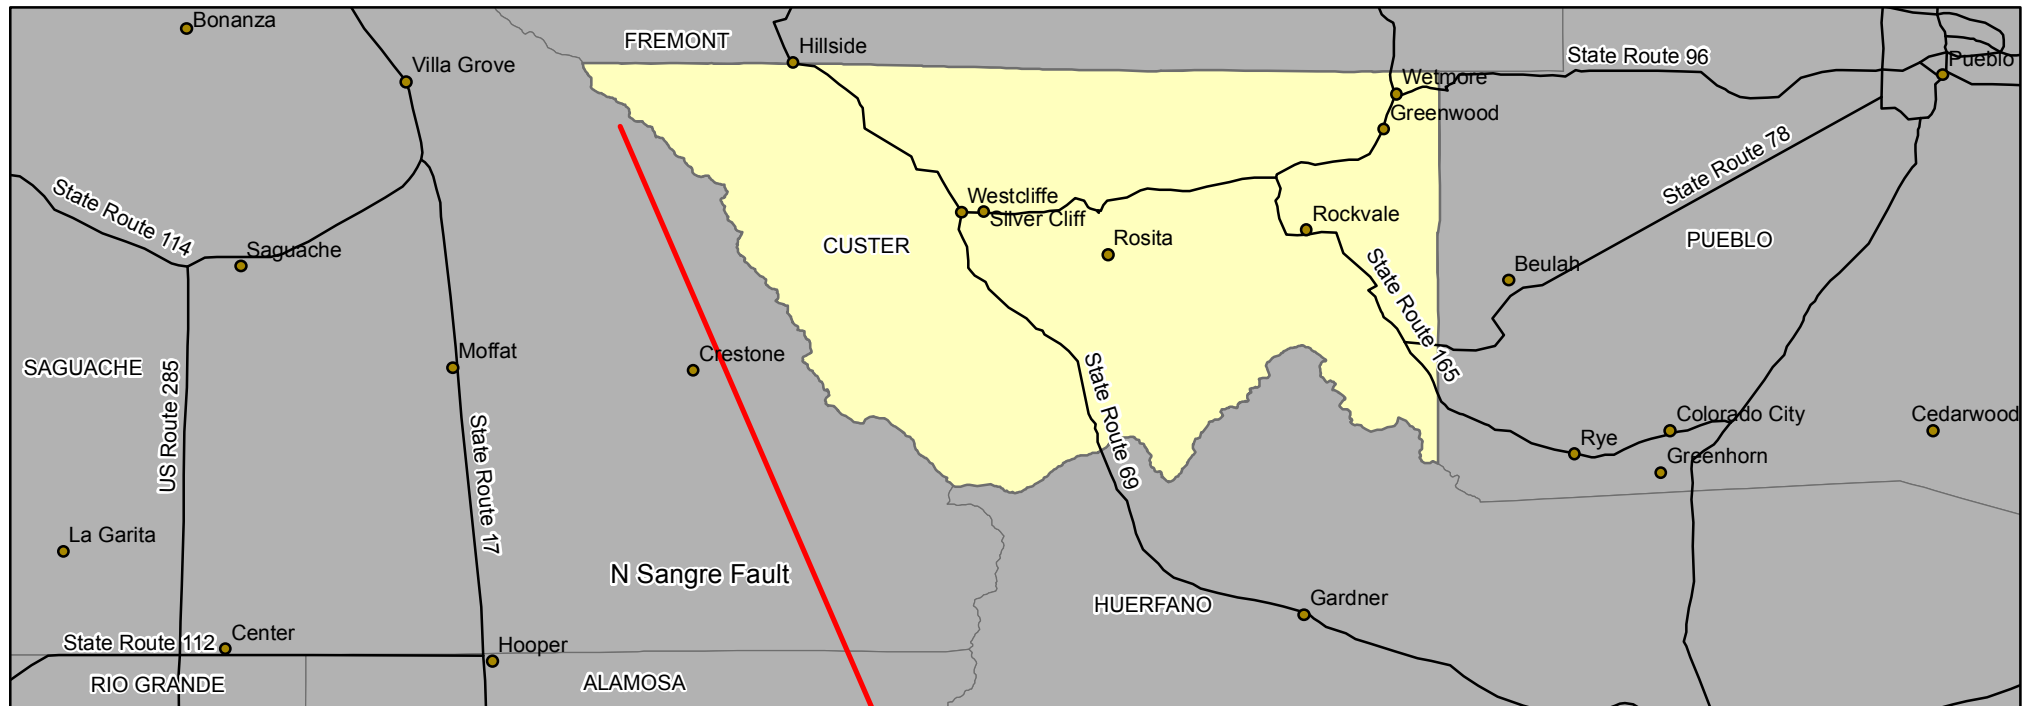 Bonanza
FREMONT
Hillside
State Route 96
Pueblo
Villa Grove
Wetmore
Greenwood
State Route 78
State Route 114
Westcliffe
Silver Cliff
Rockvale
Saguache
CUSTER
Rosita
PUEBLO
Beulah
State Route 165
SAGUACHE
Moffat
Crestone
US Route 285
State Route 17
State Route 69
Colorado City
Cedarwood
Rye
Greenhorn
La Garita
N Sangre Fault
HUERFANO
Gardner
State Route 112
Center
Hooper
RIO GRANDE
ALAMOSA